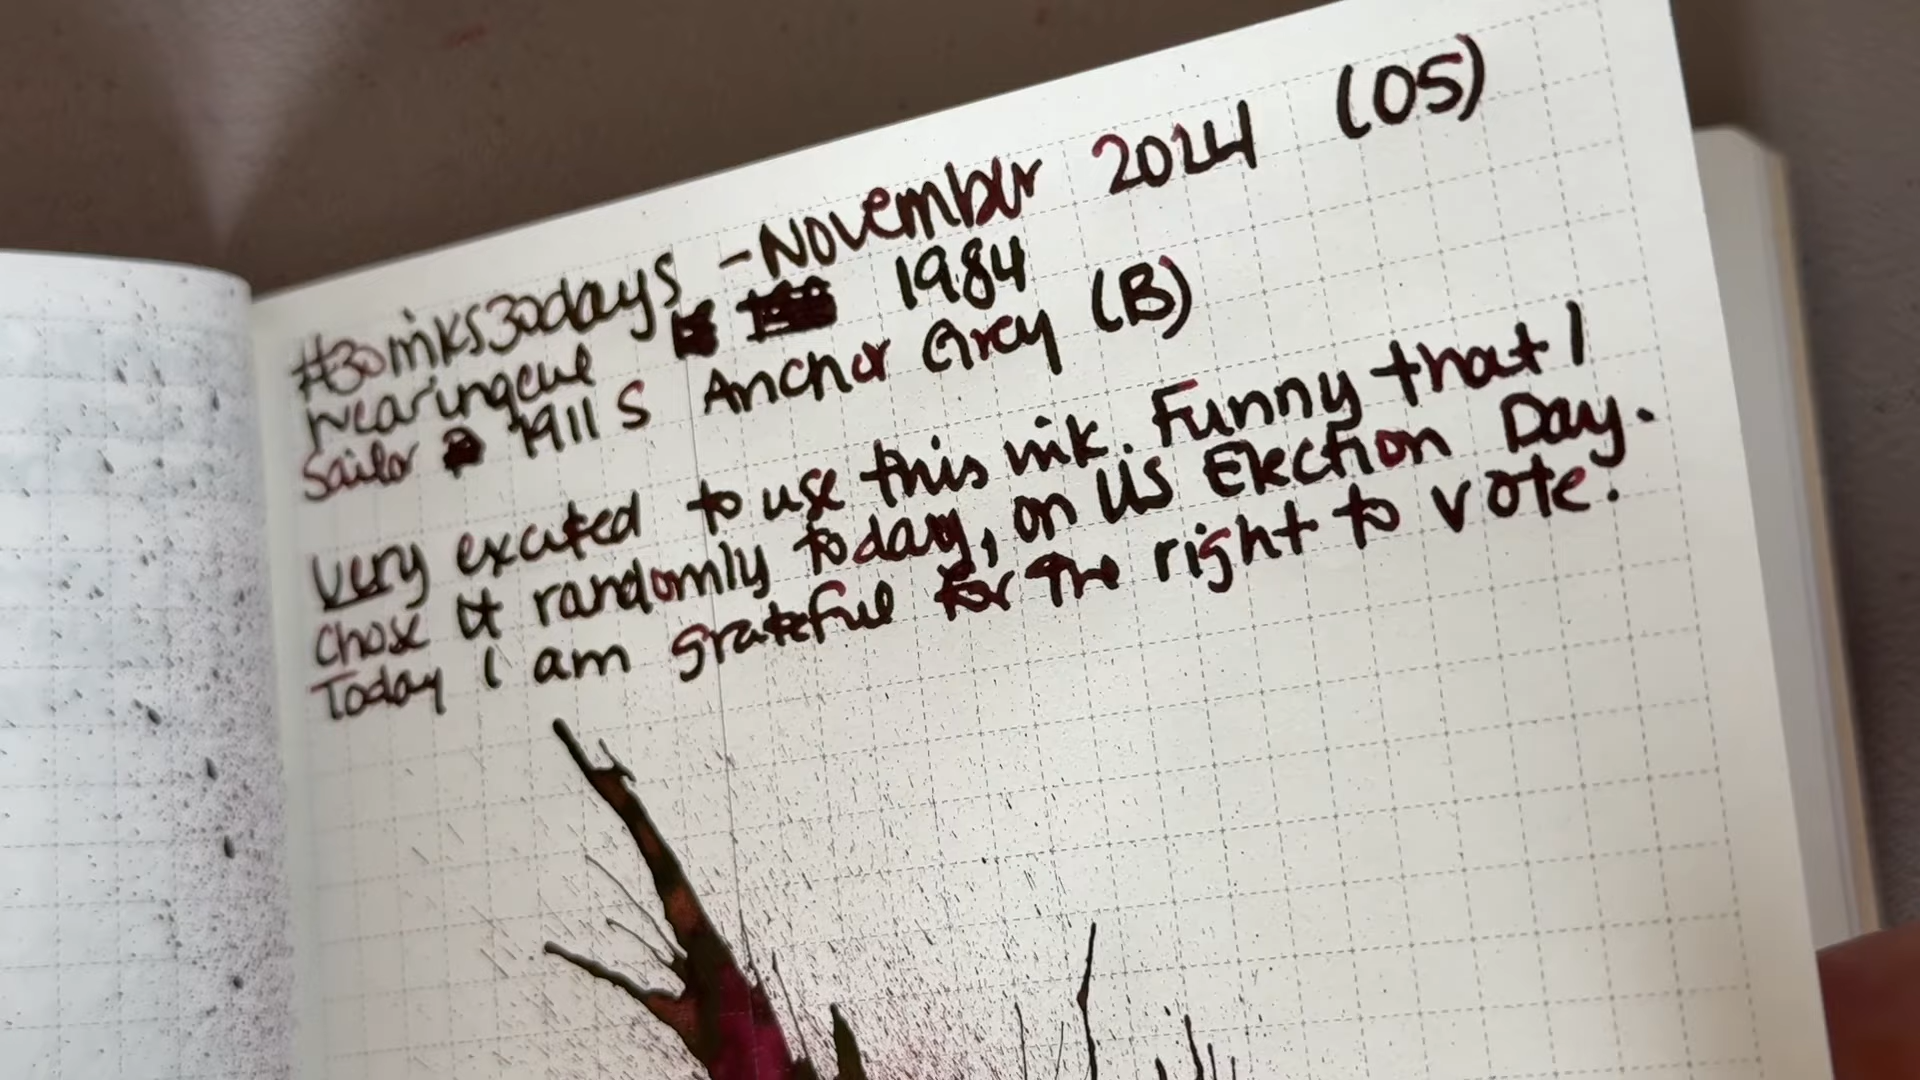 #30inks30days - November 2024 (05)
Wearingeul 1984
Sailor 1911 S Anchor Grey (B)
Very excited to use this ink. Funny that I
chose it randomly today, on US Election Day.
Today I am grateful for the right to vote.